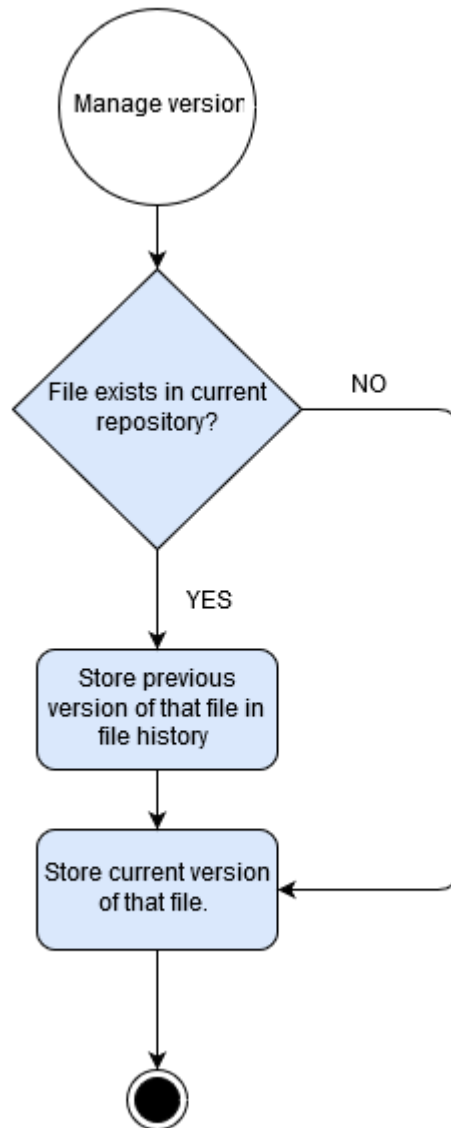 Manage version
File exists in current
repository?
NO
YES
Store previous
version of that file in
file history
Store current version
of that file.